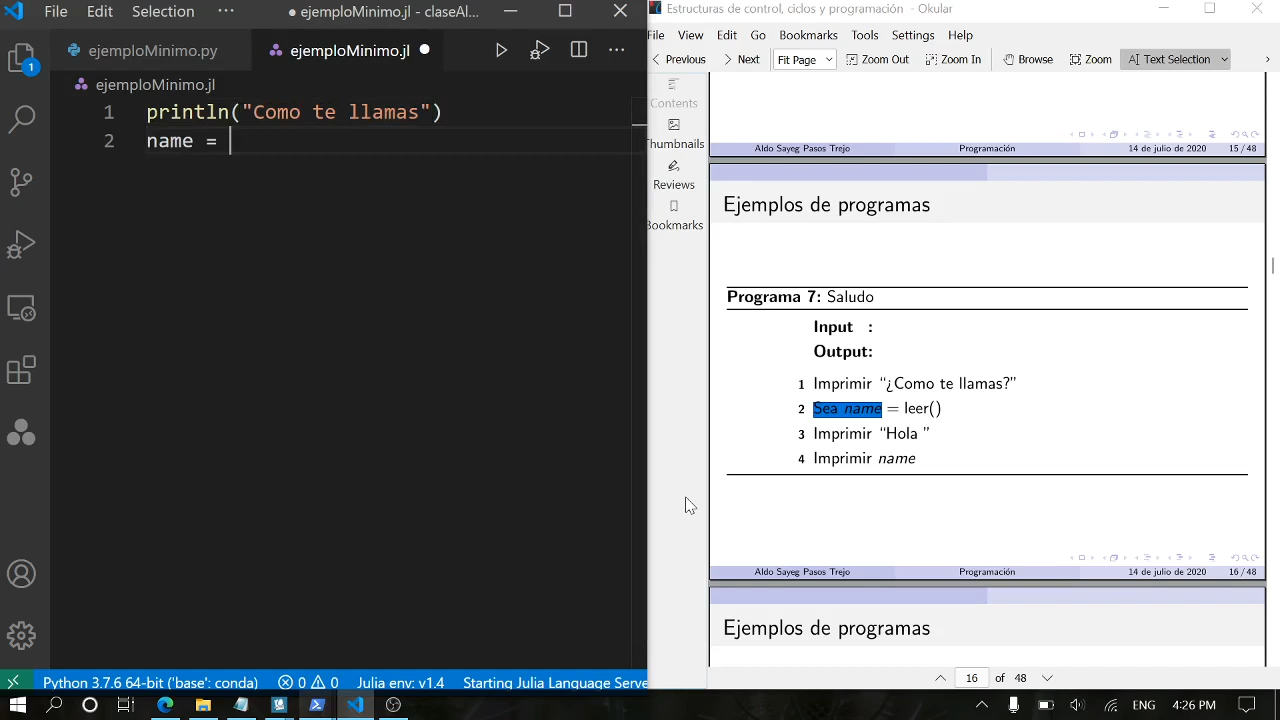 File Edit Selection ··· ● ejemploMinimo.jl - claseAl...
ejemploMinimo.py ejemploMinimo.jl
ejemploMinimo.jl
1 println("Como te llamas")
2 name =
1
Python 3.7.6 64-bit ('base': conda) 0 0 Julia env: v1.4 Starting Julia Language Serve
Estructuras de control, ciclos y programación - Okular
File View Edit Go Bookmarks Tools Settings Help
Previous Next Fit Page Zoom Out Zoom In Browse Zoom Text Selection
Contents
Thumbnails
Reviews
Bookmarks
Aldo Sayeg Pasos Trejo Programación 14 de julio de 2020 15 / 48
Ejemplos de programas
Programa 7: Saludo
Input :
Output:
1 Imprimir “¿Como te llamas?”
2 Sea name = leer()
3 Imprimir “Hola ”
4 Imprimir name
Aldo Sayeg Pasos Trejo Programación 14 de julio de 2020 16 / 48
Ejemplos de programas
16 of 48
ENG 4:26 PM